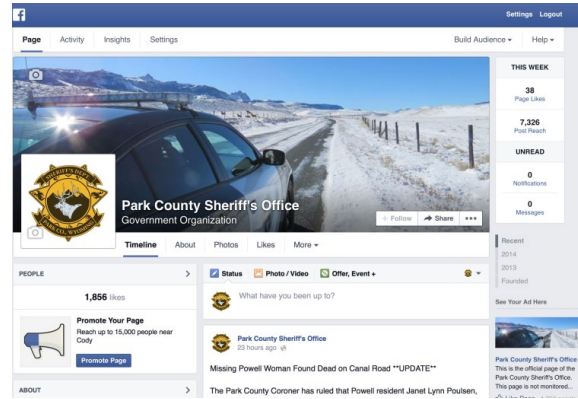 f
Settings Logout
Page Activity Insights Settings Build Audience Help
THIS WEEK
38
Page Likes
7,326
Post Reach
UNREAD
0
Notifications
0
Messages
SHERIFF'S DEPT.
PARK CO., WYOMING
Park County Sheriff's Office
Government Organization
+ Follow Share •••
Timeline About Photos Likes More
Recent
2014
2013
Founded
PEOPLE >
1,856 likes
Promote Your Page
Reach up to 15,000 people near
Cody
Promote Page
ABOUT >
Status Photo / Video Offer, Event +
What have you been up to?
Park County Sheriff's Office
23 hours ago
Missing Powell Woman Found Dead on Canal Road **UPDATE**
The Park County Coroner has ruled that Powell resident Janet Lynn Poulsen,
See Your Ad Here
Park County Sheriff's Office
This is the official page of the
Park County Sheriff's Office.
This page is not monitored...